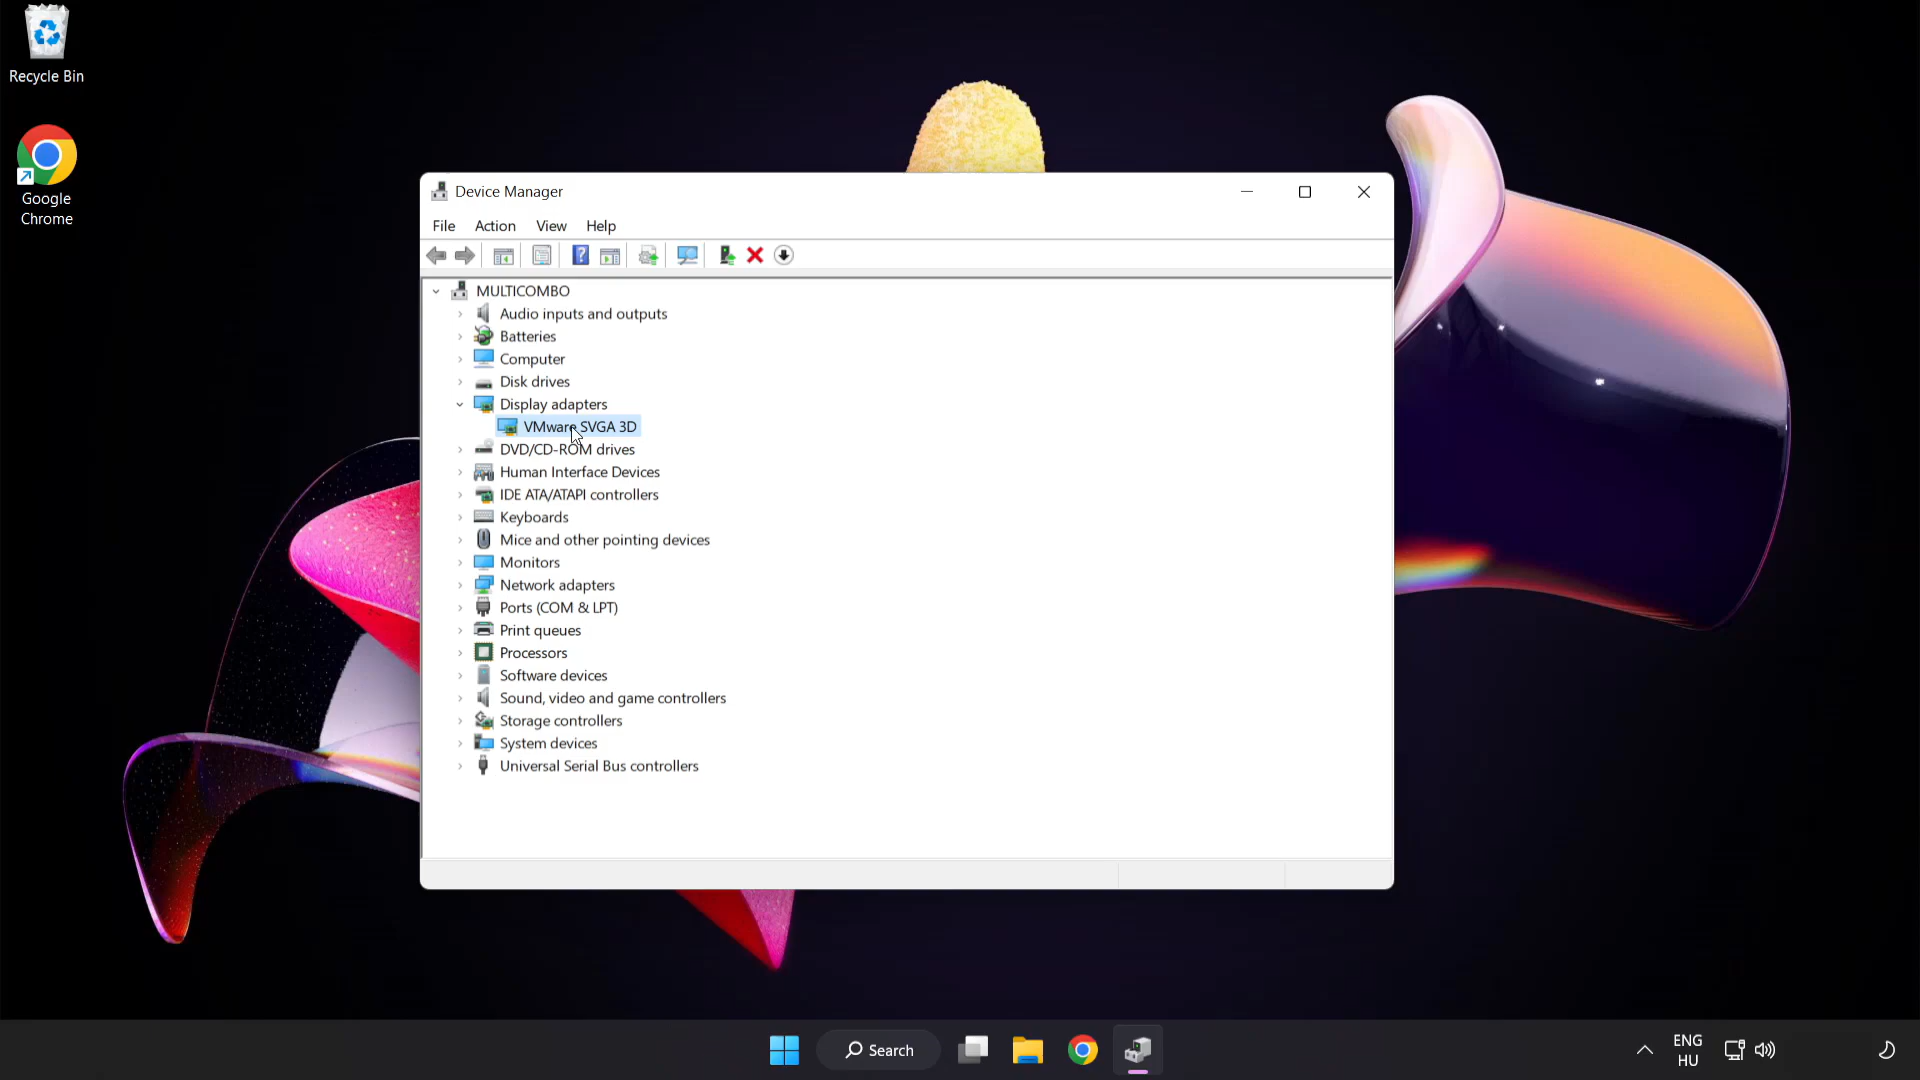 Recycle Bin
Google
Chrome
Device Manager
File Action View Help
MULTICOMBO
Audio inputs and outputs
Batteries
Computer
Disk drives
Display adapters
VMware SVGA 3D
DVD/CD-ROM drives
Human Interface Devices
IDE ATA/ATAPI controllers
Keyboards
Mice and other pointing devices
Monitors
Network adapters
Ports (COM & LPT)
Print queues
Processors
Software devices
Sound, video and game controllers
Storage controllers
System devices
Universal Serial Bus controllers
Search
ENG
HU